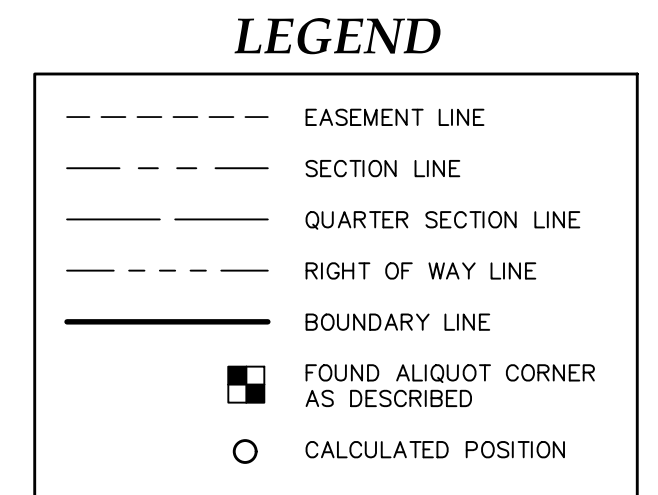 LEGEND
EASEMENT LINE
SECTION LINE
QUARTER SECTION LINE
RIGHT OF WAY LINE
BOUNDARY LINE
FOUND ALIQUOT CORNER
AS DESCRIBED
CALCULATED POSITION